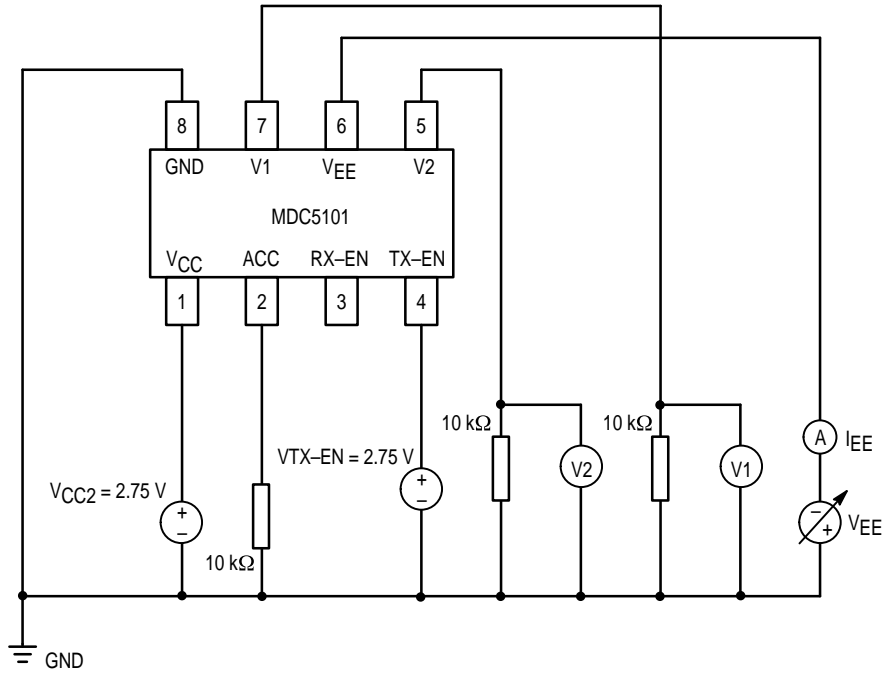 8 7 6 5
GND V1 VEE V2
MDC5101
VCC ACC RX–EN TX–EN
1 2 3 4
10 kΩ 10 kΩ
A IEE
VTX–EN = 2.75 V
V2 V1
VCC2 = 2.75 V
+ –
+ –
– +
VEE
10 kΩ
GND